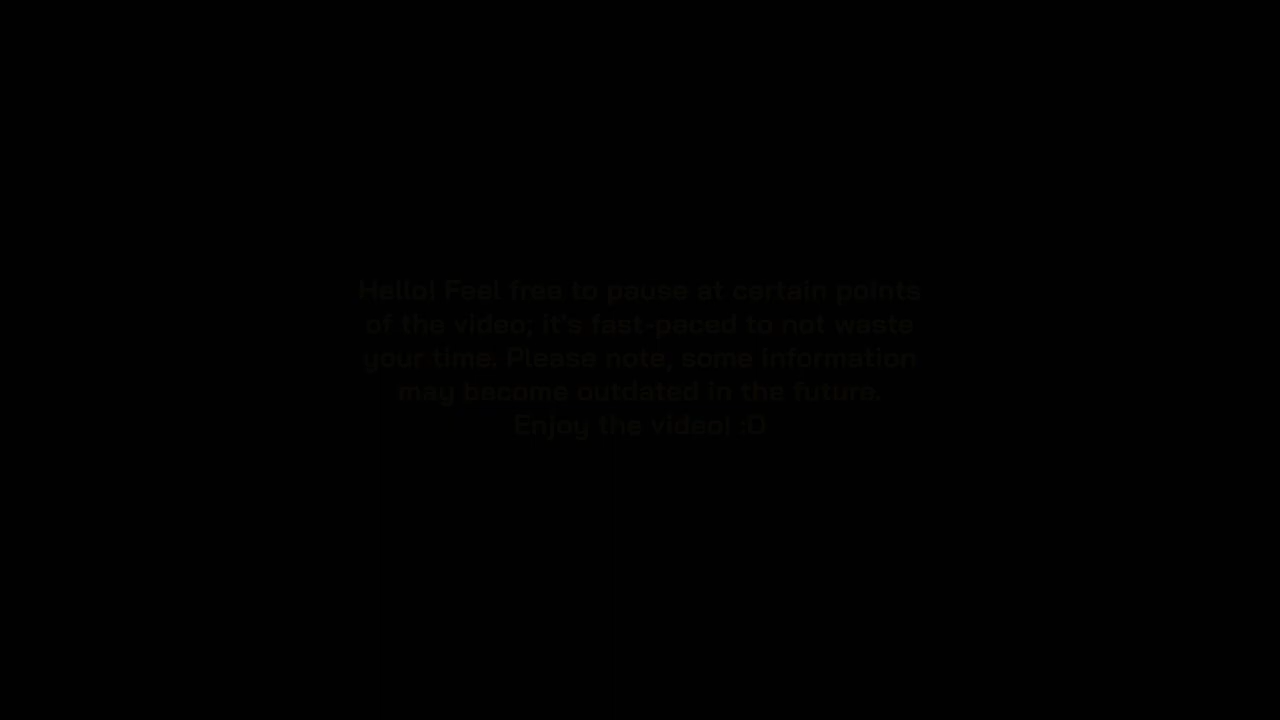 Hello! Feel free to pause at certain points
of the video; it's fast-paced to not waste
your time. Please note, some information
may become outdated in the future.
Enjoy the video! :D